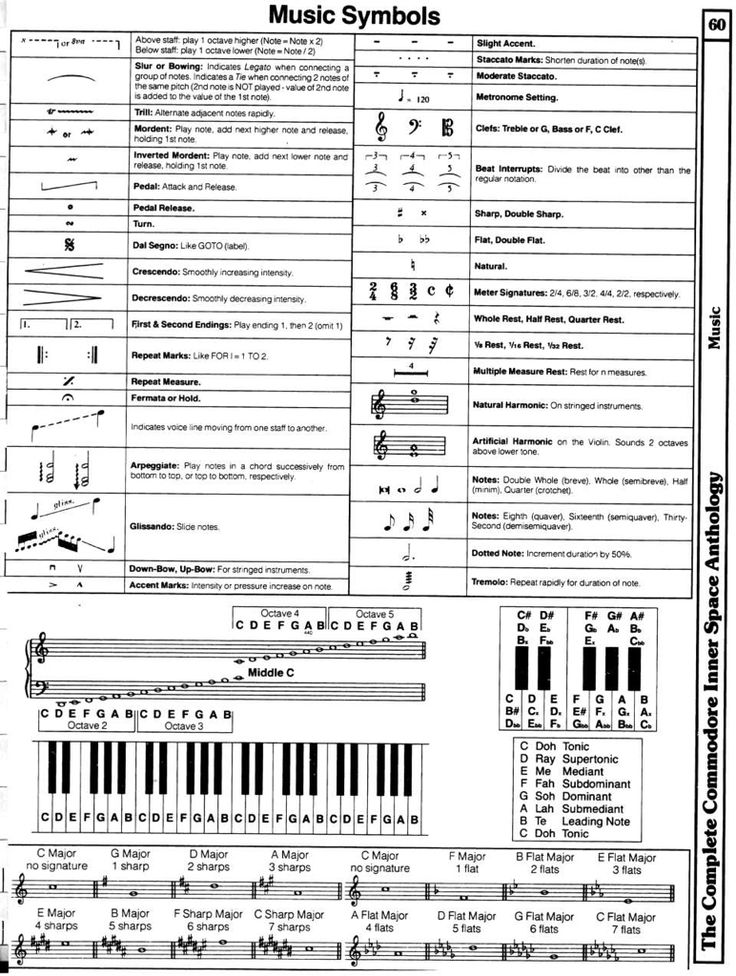 Music Symbols
60
or 8va
Above staff: play 1 octave higher (Note = Note x 2)
Below staff: play 1 octave lower (Note = Note / 2)
Slur or Bowing: Indicates Legato when connecting a
group of notes. Indicates a Tie when connecting 2 notes of
the same pitch (2nd note is NOT played - value of 2nd note
is added to the value of the 1st note).
tr
Trill: Alternate adjacent notes rapidly.
or
Mordent: Play note, add next higher note and release,
holding 1st note.
Inverted Mordent: Play note, add next lower note and
release, holding 1st note.
Pedal: Attack and Release.
Pedal Release.
Turn.
Dal Segno: Like GOTO (label).
Crescendo: Smoothly increasing intensity.
Decrescendo: Smoothly decreasing intensity.
1. 2.
First & Second Endings: Play ending 1, then 2 (omit 1)
Repeat Marks: Like FOR I = 1 TO 2.
Repeat Measure.
Fermata or Hold.
Indicates voice line moving from one staff to another.
Arpeggiate: Play notes in a chord successively from
bottom to top, or top to bottom, respectively.
gliss.
gliss.
Glissando: Slide notes.
Down-Bow, Up-Bow: For stringed instruments.
Accent Marks: Intensity or pressure increase on note.
Slight Accent.
Staccato Marks: Shorten duration of note(s).
Moderate Staccato.
= 120
Metronome Setting.
Clefs: Treble or G, Bass or F, C Clef.
3 4 5
3 4 5
3 4 5
Beat Interrupts: Divide the beat into other than the
regular notation.
Sharp, Double Sharp.
Flat, Double Flat.
Natural.
2/4 6/8 3/2 C ¢
Meter Signatures: 2/4, 6/8, 3/2, 4/4, 2/2, respectively.
Whole Rest, Half Rest, Quarter Rest.
1/8 Rest, 1/16 Rest, 1/32 Rest.
4
Multiple Measure Rest: Rest for n measures.
Natural Harmonic: On stringed instruments.
Artificial Harmonic on the Violin. Sounds 2 octaves
above lower tone.
Notes: Double Whole (breve), Whole (semibreve), Half
(minim), Quarter (crotchet).
Notes: Eighth (quaver), Sixteenth (semiquaver), Thirty-
Second (demisemiquaver).
Dotted Note: Increment duration by 50%.
Tremolo: Repeat rapidly for duration of note.
Octave 4 Octave 5
C D E F G A B C D E F G A B
440
Middle C
C D E F G A B C D E F G A B
Octave 2 Octave 3
C D E F G A B C D E F G A B C D E F G A B C D E F G A B
C# D# F# G# A#
D♭ E♭ G♭ A♭ B♭
Bx F♭♭ Ex C♭♭
C D E F G A B
B# Cx Dx E# Fx Gx Ax
D♭♭ E♭♭ F♭ G♭♭ A♭♭ B♭♭ C♭
C Doh Tonic
D Ray Supertonic
E Me Mediant
F Fah Subdominant
G Soh Dominant
A Lah Submediant
B Te Leading Note
C Doh Tonic
C Major G Major D Major A Major C Major F Major B Flat Major E Flat Major
no signature 1 sharp 2 sharps 3 sharps no signature 1 flat 2 flats 3 flats
E Major B Major F Sharp Major C Sharp Major A Flat Major D Flat Major G Flat Major C Flat Major
4 sharps 5 sharps 6 sharps 7 sharps 4 flats 5 flats 6 flats 7 flats
Music
The Complete Commodore Inner Space Anthology